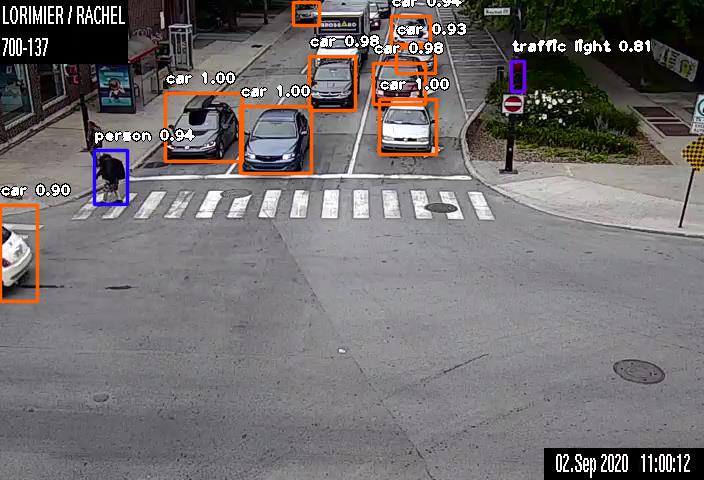 LORIMIER / RACHEL
700-137
car 0.94
car 0.93
car 0.98
car 0.98
traffic light 0.81
car 1.00
car 1.00
car 1.00
person 0.94
car 0.90
02.Sep 2020 11:00:12